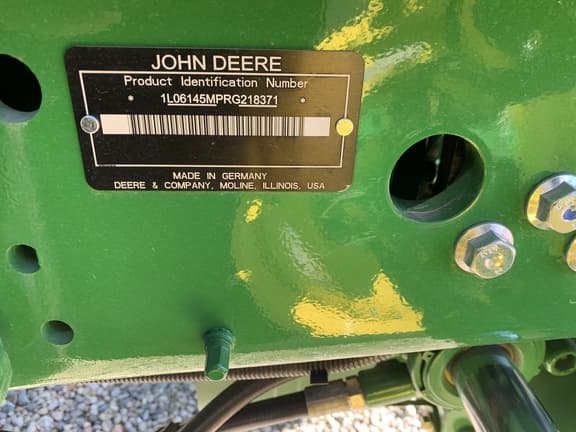 JOHN DEERE
Product Identification Number
* 1L06145MPRG218371 *
MADE IN GERMANY
DEERE & COMPANY, MOLINE, ILLINOIS, USA